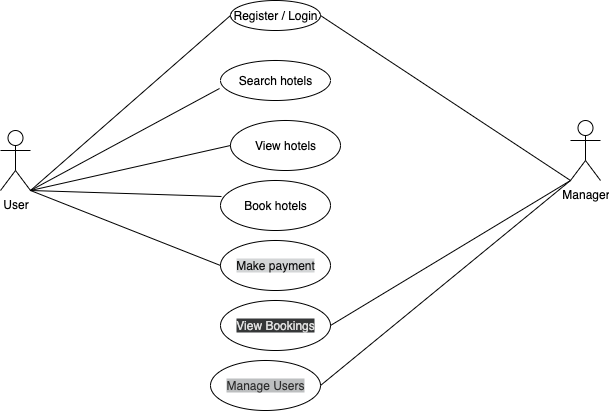 Register / Login
Search hotels
View hotels
User
Manager
Book hotels
Make payment
View Bookings
Manage Users